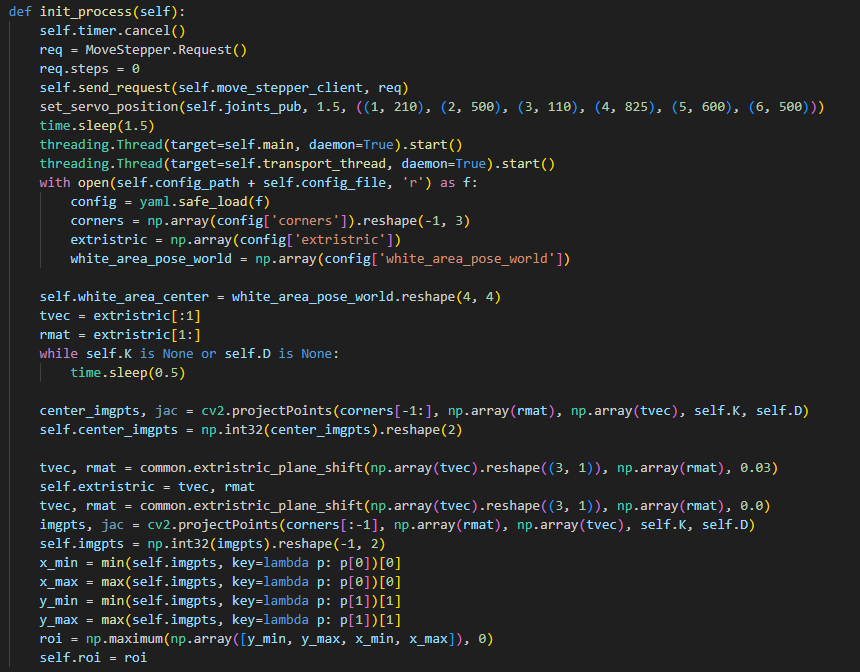 def init_process(self):
    self.timer.cancel()
    req = MoveStepper.Request()
    req.steps = 0
    self.send_request(self.move_stepper_client, req)
    set_servo_position(self.joints_pub, 1.5, ((1, 210), (2, 500), (3, 110), (4, 825), (5, 600), (6, 500)))
    time.sleep(1.5)
    threading.Thread(target=self.main, daemon=True).start()
    threading.Thread(target=self.transport_thread, daemon=True).start()
    with open(self.config_path + self.config_file, 'r') as f:
        config = yaml.safe_load(f)
        corners = np.array(config['corners']).reshape(-1, 3)
        extristric = np.array(config['extristric'])
        white_area_pose_world = np.array(config['white_area_pose_world'])

    self.white_area_center = white_area_pose_world.reshape(4, 4)
    tvec = extristric[:1]
    rmat = extristric[1:]
    while self.K is None or self.D is None:
        time.sleep(0.5)

    center_imgpts, jac = cv2.projectPoints(corners[-1:], np.array(rmat), np.array(tvec), self.K, self.D)
    self.center_imgpts = np.int32(center_imgpts).reshape(2)

    tvec, rmat = common.extristric_plane_shift(np.array(tvec).reshape((3, 1)), np.array(rmat), 0.03)
    self.extristric = tvec, rmat
    tvec, rmat = common.extristric_plane_shift(np.array(tvec).reshape((3, 1)), np.array(rmat), 0.0)
    imgpts, jac = cv2.projectPoints(corners[:-1], np.array(rmat), np.array(tvec), self.K, self.D)
    self.imgpts = np.int32(imgpts).reshape(-1, 2)
    x_min = min(self.imgpts, key=lambda p: p[0])[0]
    x_max = max(self.imgpts, key=lambda p: p[0])[0]
    y_min = min(self.imgpts, key=lambda p: p[1])[1]
    y_max = max(self.imgpts, key=lambda p: p[1])[1]
    roi = np.maximum(np.array([y_min, y_max, x_min, x_max]), 0)
    self.roi = roi